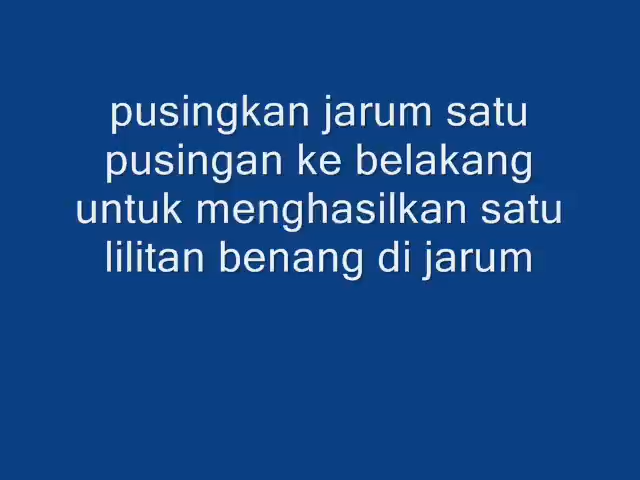 pusingkan jarum satu
pusingan ke belakang
untuk menghasilkan satu
lilitan benang di jarum